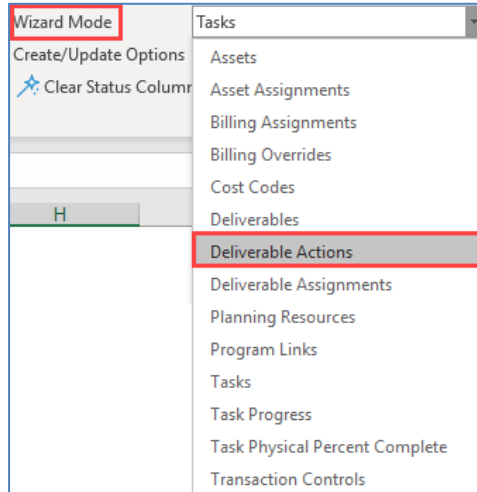 Wizard Mode
Tasks
Create/Update Options
Assets
Clear Status Column
Asset Assignments
Billing Assignments
Billing Overrides
Cost Codes
H
Deliverables
Deliverable Actions
Deliverable Assignments
Planning Resources
Program Links
Tasks
Task Progress
Task Physical Percent Complete
Transaction Controls